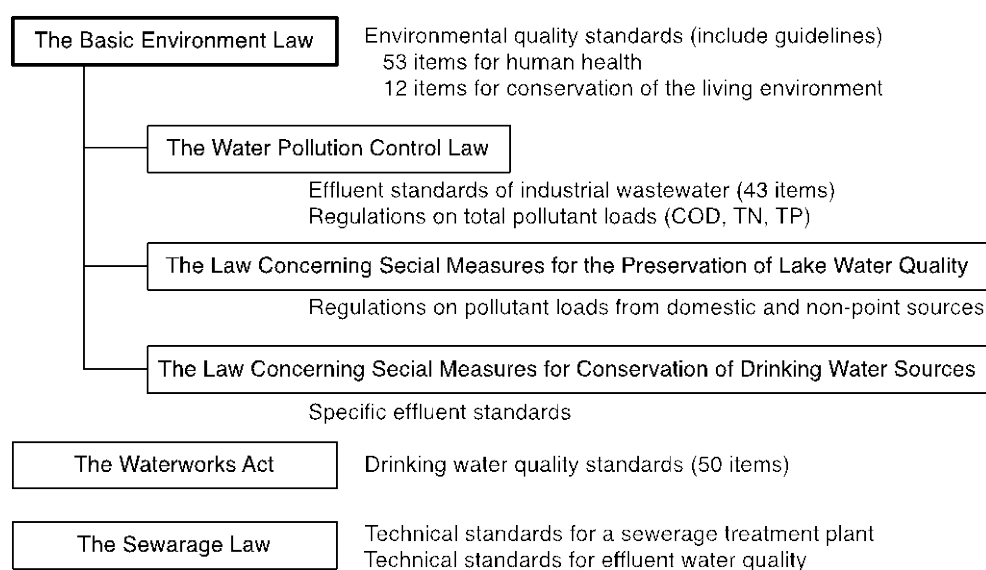 The Basic Environment Law
Environmental quality standards (include guidelines)
53 items for human health
12 items for conservation of the living environment
The Water Pollution Control Law
Effluent standards of industrial wastewater (43 items)
Regulations on total pollutant loads (COD, TN, TP)
The Law Concerning Secial Measures for the Preservation of Lake Water Quality
Regulations on pollutant loads from domestic and non-point sources
The Law Concerning Secial Measures for Conservation of Drinking Water Sources
Specific effluent standards
The Waterworks Act
Drinking water quality standards (50 items)
The Sewarage Law
Technical standards for a sewerage treatment plant
Technical standards for effluent water quality